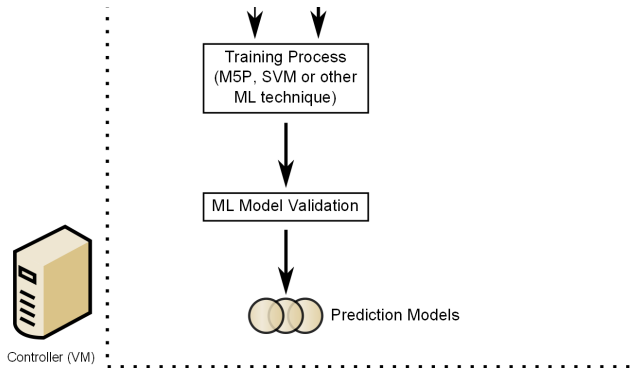 Training Process
(M5P, SVM or other
ML technique)
ML Model Validation
Prediction Models
Controller (VM)